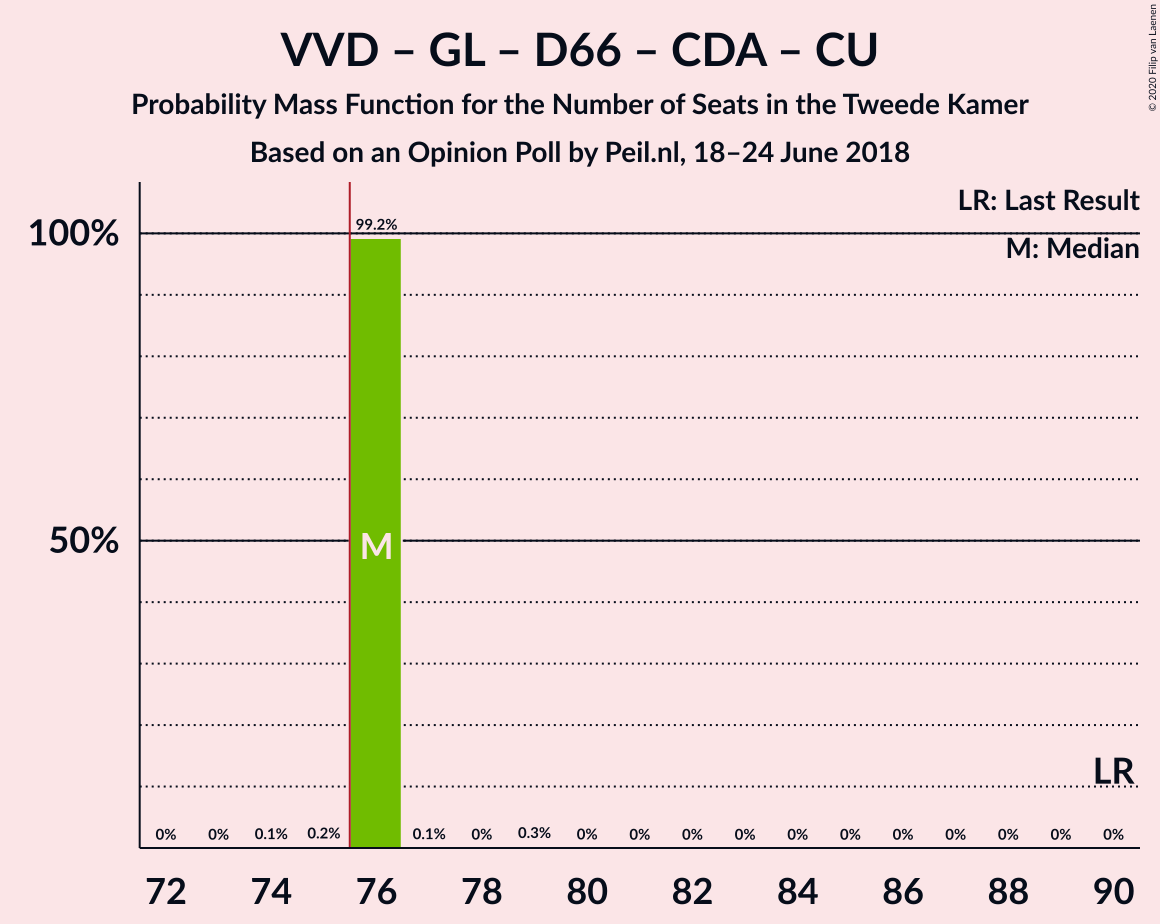 VVD – GL – D66 – CDA – CU
Probability Mass Function for the Number of Seats in the Tweede Kamer
Based on an Opinion Poll by Peil.nl, 18–24 June 2018
© 2020 Filip van Laenen
LR: Last Result
M: Median
100%
99.2%
50%
M
LR
0% 0% 0.1% 0.2% 0.1% 0% 0.3% 0% 0% 0% 0% 0% 0% 0% 0% 0% 0% 0%
72 74 76 78 80 82 84 86 88 90